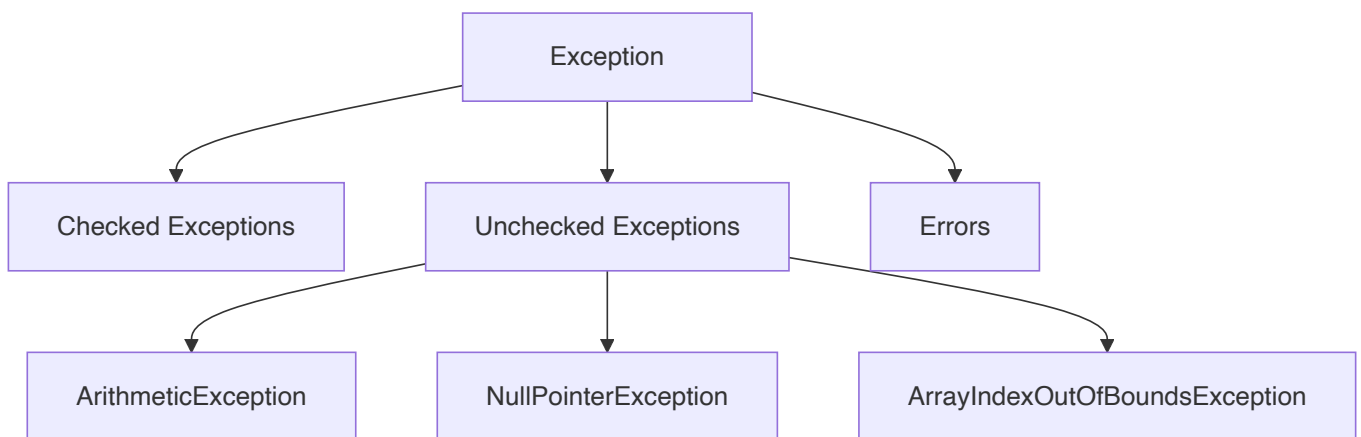 Exception
Checked Exceptions
Unchecked Exceptions
Errors
ArithmeticException
NullPointerException
ArrayIndexOutOfBoundsException